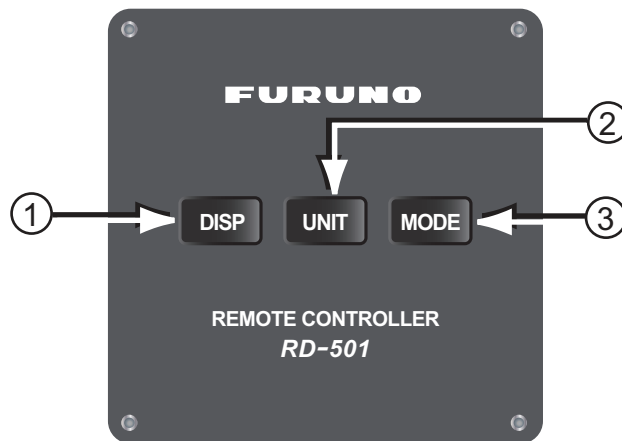 FURUNO
②
① DISP UNIT MODE ③
REMOTE CONTROLLER
RD-501